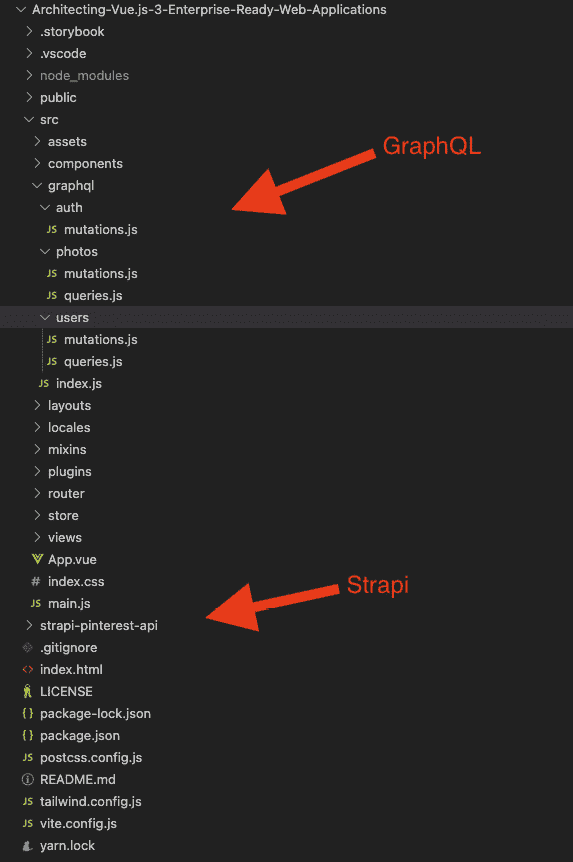 Architecting-Vue.js-3-Enterprise-Ready-Web-Applications
.storybook
.vscode
node_modules
public
src
assets
components
GraphQL
graphql
auth
JS mutations.js
photos
JS mutations.js
JS queries.js
users
JS mutations.js
JS queries.js
JS index.js
layouts
locales
mixins
plugins
router
store
views
App.vue
# index.css
Strapi
JS main.js
strapi-pinterest-api
.gitignore
<> index.html
LICENSE
{} package-lock.json
{} package.json
JS postcss.config.js
README.md
JS tailwind.config.js
JS vite.config.js
yarn.lock